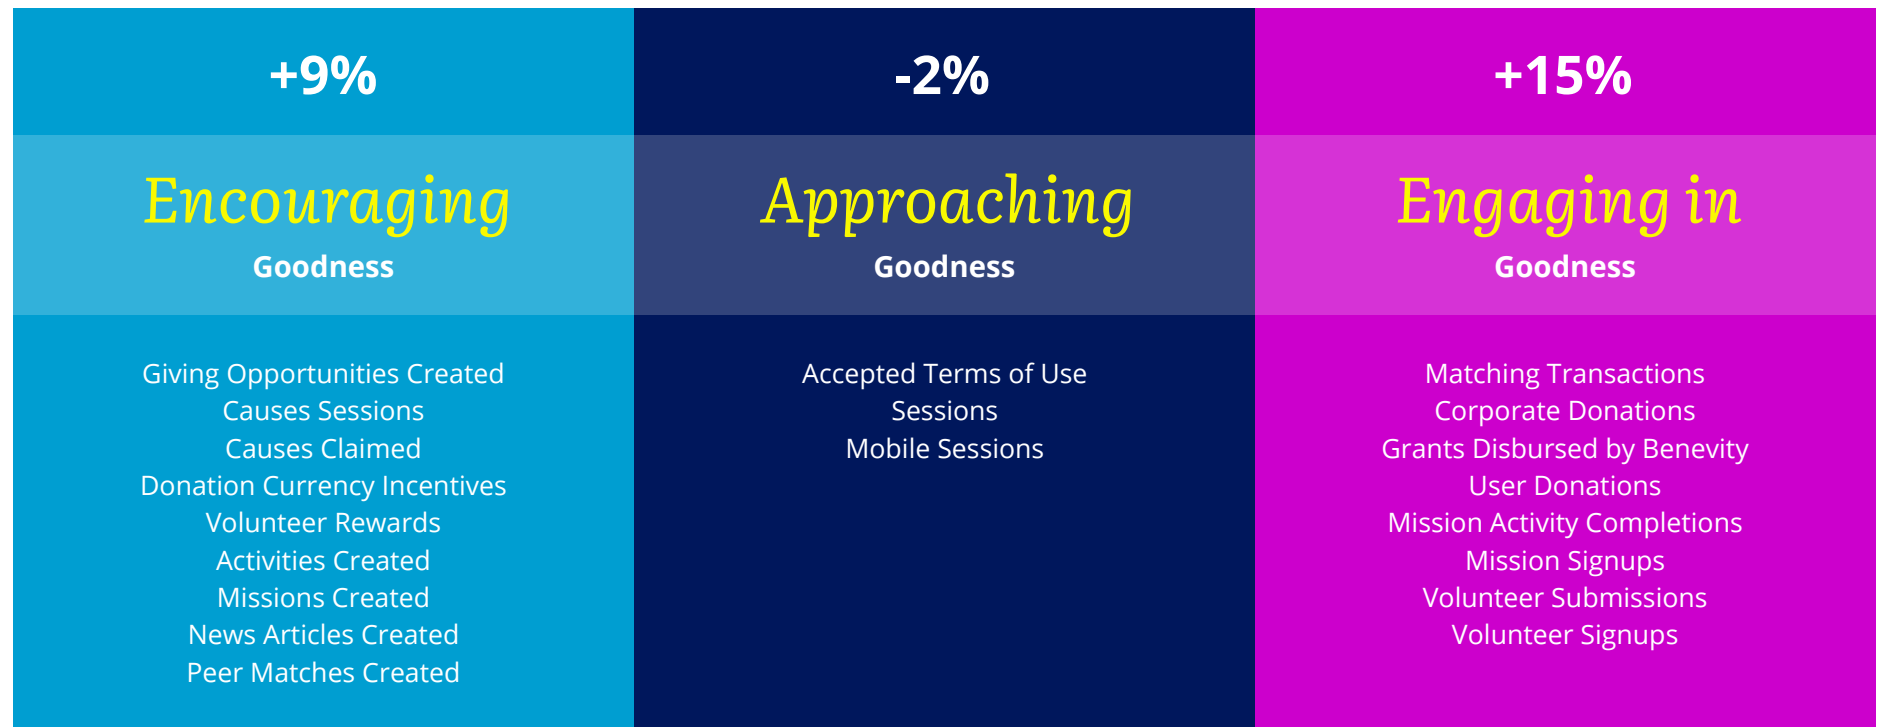 +9%
Encouraging
Goodness
Giving Opportunities Created
Causes Sessions
Causes Claimed
Donation Currency Incentives
Volunteer Rewards
Activities Created
Missions Created
News Articles Created
Peer Matches Created
-2%
Approaching
Goodness
Accepted Terms of Use
Sessions
Mobile Sessions
+15%
Engaging in
Goodness
Matching Transactions
Corporate Donations
Grants Disbursed by Benevity
User Donations
Mission Activity Completions
Mission Signups
Volunteer Submissions
Volunteer Signups